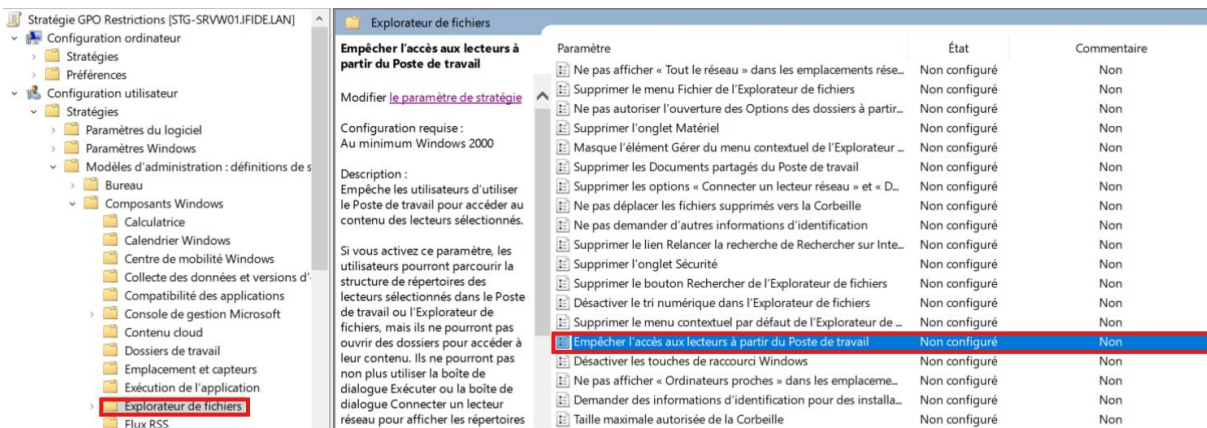 Stratégie GPO Restrictions [STG-SRVW01.IFIDE.LAN]
Configuration ordinateur
Stratégies
Préférences
Configuration utilisateur
Stratégies
Paramètres du logiciel
Paramètres Windows
Modèles d'administration : définitions de s
Bureau
Composants Windows
Calculatrice
Calendrier Windows
Centre de mobilité Windows
Collecte des données et versions d'
Compatibilité des applications
Console de gestion Microsoft
Contenu cloud
Dossiers de travail
Emplacement et capteurs
Exécution de l'application
Explorateur de fichiers
Flux RSS
Explorateur de fichiers
Empêcher l'accès aux lecteurs à
partir du Poste de travail
Modifier le paramètre de stratégie
Configuration requise :
Au minimum Windows 2000
Description :
Empêche les utilisateurs d'utiliser
le Poste de travail pour accéder au
contenu des lecteurs sélectionnés.
Si vous activez ce paramètre, les
utilisateurs pourront parcourir la
structure de répertoires des
lecteurs sélectionnés dans le Poste
de travail ou l'Explorateur de
fichiers, mais ils ne pourront pas
ouvrir des dossiers pour accéder à
leur contenu. Ils ne pourront pas
non plus utiliser la boîte de
dialogue Exécuter ou la boîte de
dialogue Connecter un lecteur
réseau pour afficher les répertoires
Paramètre État Commentaire
Ne pas afficher « Tout le réseau » dans les emplacements rése... Non configuré Non
Supprimer le menu Fichier de l'Explorateur de fichiers Non configuré Non
Ne pas autoriser l'ouverture des Options des dossiers à partir... Non configuré Non
Supprimer l'onglet Matériel Non configuré Non
Masque l'élément Gérer du menu contextuel de l'Explorateur ... Non configuré Non
Supprimer les Documents partagés du Poste de travail Non configuré Non
Supprimer les options « Connecter un lecteur réseau » et « D... Non configuré Non
Ne pas déplacer les fichiers supprimés vers la Corbeille Non configuré Non
Ne pas demander d'autres informations d'identification Non configuré Non
Supprimer le lien Relancer la recherche de Rechercher sur Inte... Non configuré Non
Supprimer l'onglet Sécurité Non configuré Non
Supprimer le bouton Rechercher de l'Explorateur de fichiers Non configuré Non
Désactiver le tri numérique dans l'Explorateur de fichiers Non configuré Non
Supprimer le menu contextuel par défaut de l'Explorateur de ... Non configuré Non
Empêcher l'accès aux lecteurs à partir du Poste de travail Non configuré Non
Désactiver les touches de raccourci Windows Non configuré Non
Ne pas afficher « Ordinateurs proches » dans les emplaceme... Non configuré Non
Demander des informations d'identification pour des installa... Non configuré Non
Taille maximale autorisée de la Corbeille Non configuré Non